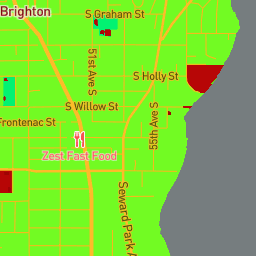 Brighton
S Graham St
51st Ave S
S Holly St
S Willow St
55th Ave S
Frontenac St
Zest Fast Food
Seward Park A